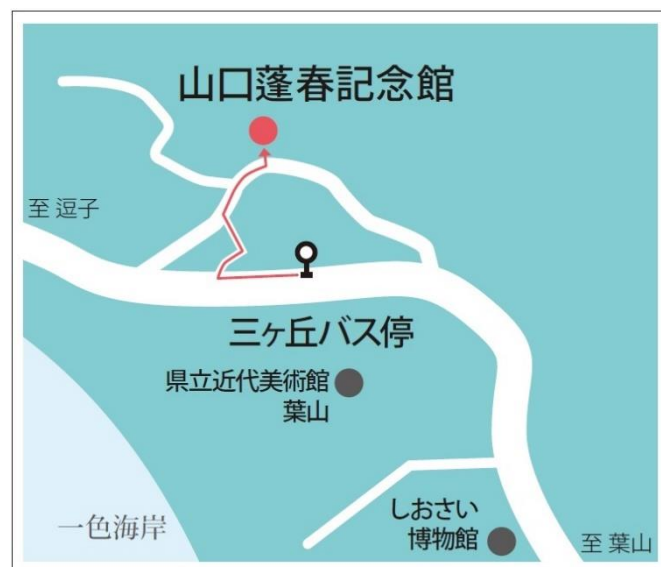 山口蓬春記念館
至 逗子
三ヶ丘バス停
県立近代美術館
葉山
しおさい
博物館
一色海岸
至 葉山